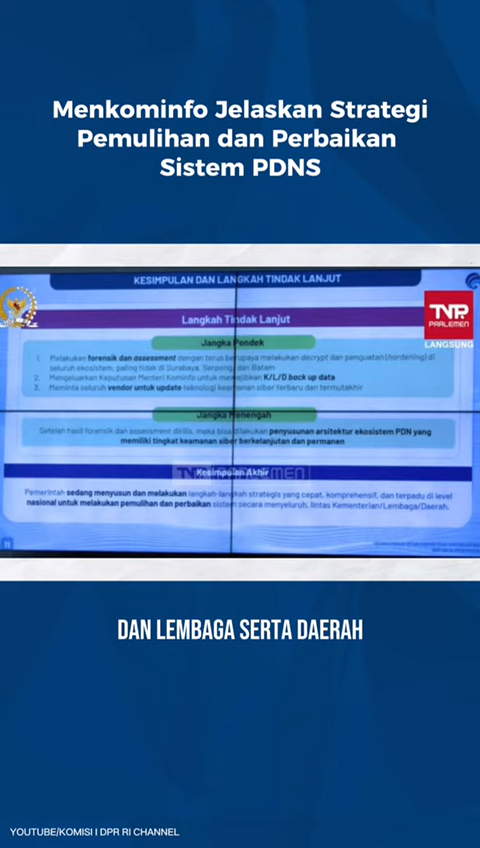 Menkominfo Jelaskan Strategi
Pemulihan dan Perbaikan
Sistem PDNS
KESIMPULAN DAN LANGKAH TINDAK LANJUT
TVR
PARLEMEN
LANGSUNG
Langkah Tindak Lanjut
Jangka Pendek
1. Melakukan forensik dan assessment dengan terus berupaya melakukan decrypt dan penguatan (hardening) di
seluruh ekosistem, paling tidak di Surabaya, Serpong, dan Batam
2. Mengeluarkan Keputusan Menteri Kominfo untuk mewajibkan K/L/D back up data
3. Meminta seluruh vendor untuk update teknologi keamanan siber terbaru dan termutakhir
Jangka Menengah
Setelah hasil forensik dan assessment dirilis, maka bisa dilakukan penyusunan arsitektur ekosistem PDN yang
memiliki tingkat keamanan siber berkelanjutan dan permanen
TVR PARLEMEN
Kesimpulan Akhir
Pemerintah sedang menyusun dan melakukan langkah-langkah strategis yang cepat, komprehensif, dan terpadu di level
nasional untuk melakukan pemulihan dan perbaikan sistem secara menyeluruh, lintas Kementerian/Lembaga/Daerah.
11
DAN LEMBAGA SERTA DAERAH
YOUTUBE/KOMISI I DPR RI CHANNEL